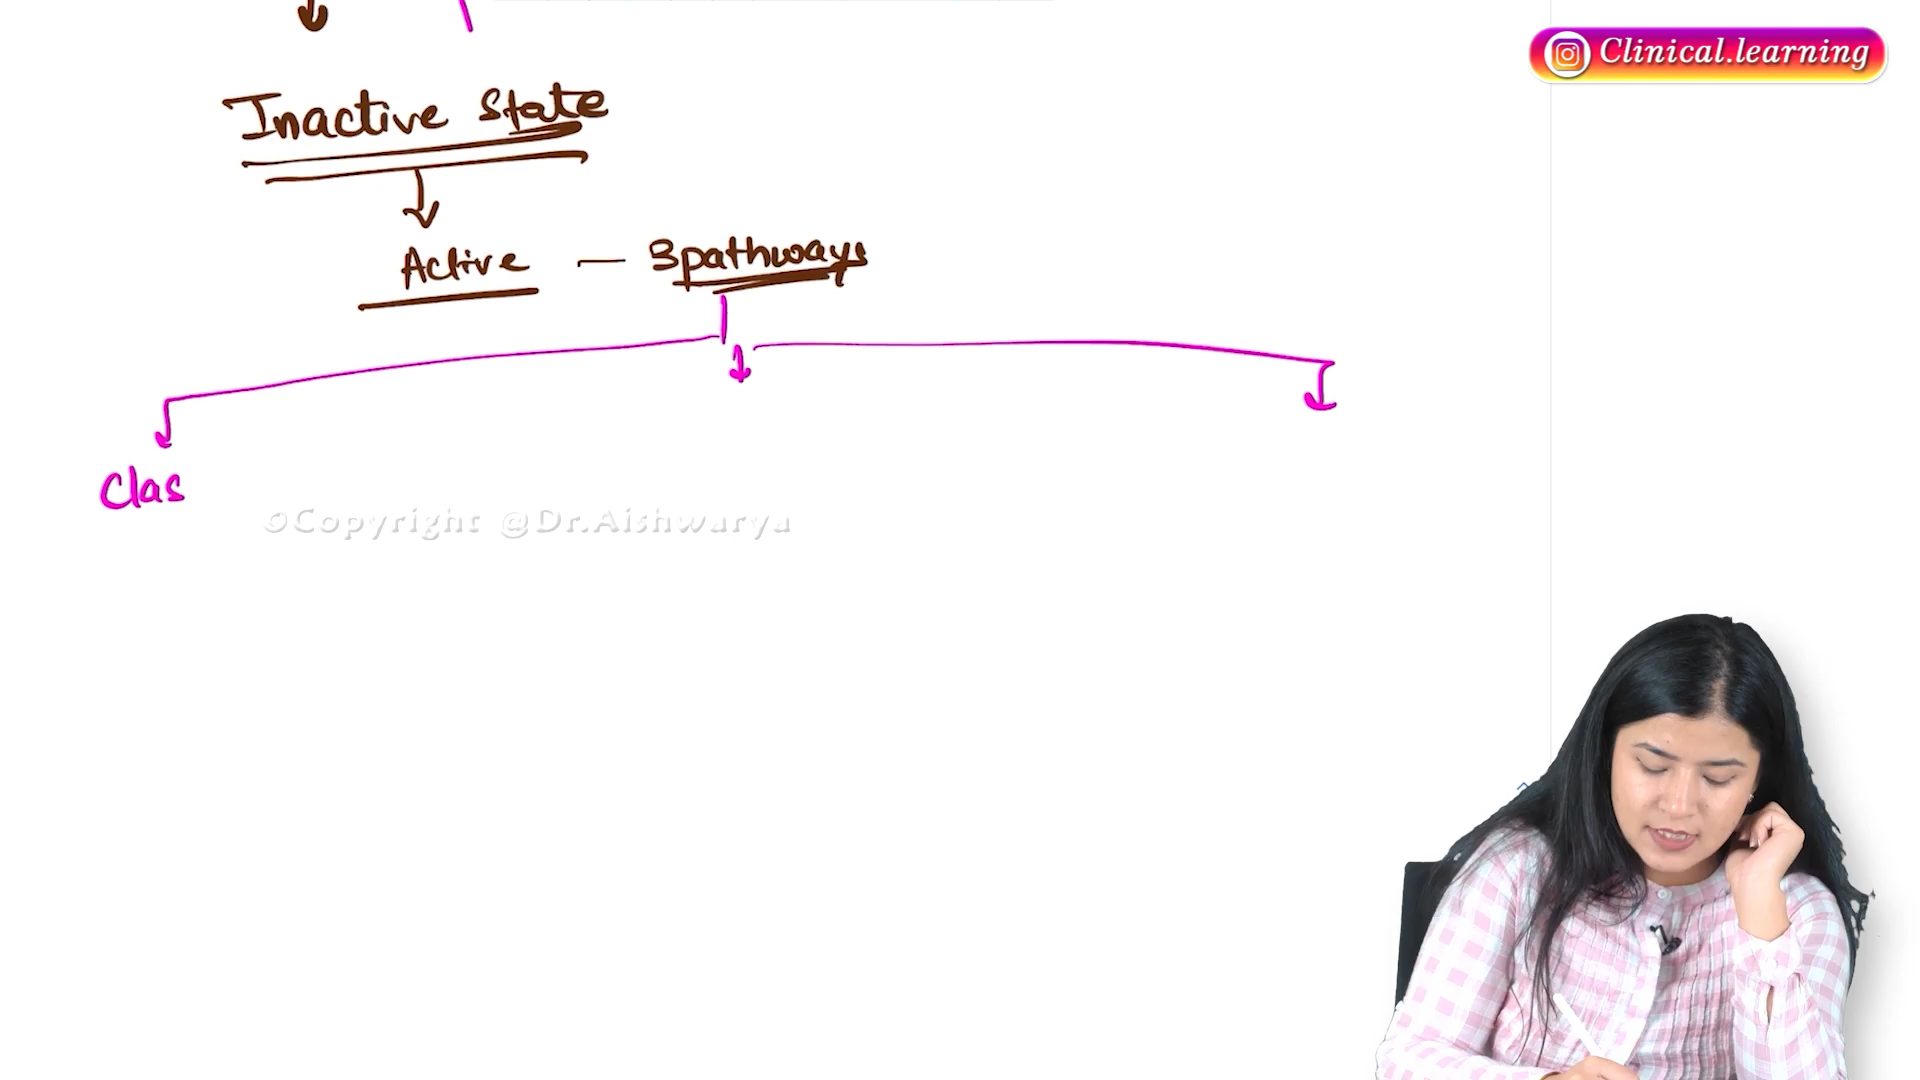 Clinical.learning
Inactive State
Active — 3pathways
Clas
©Copyright @Dr.Aishwarya